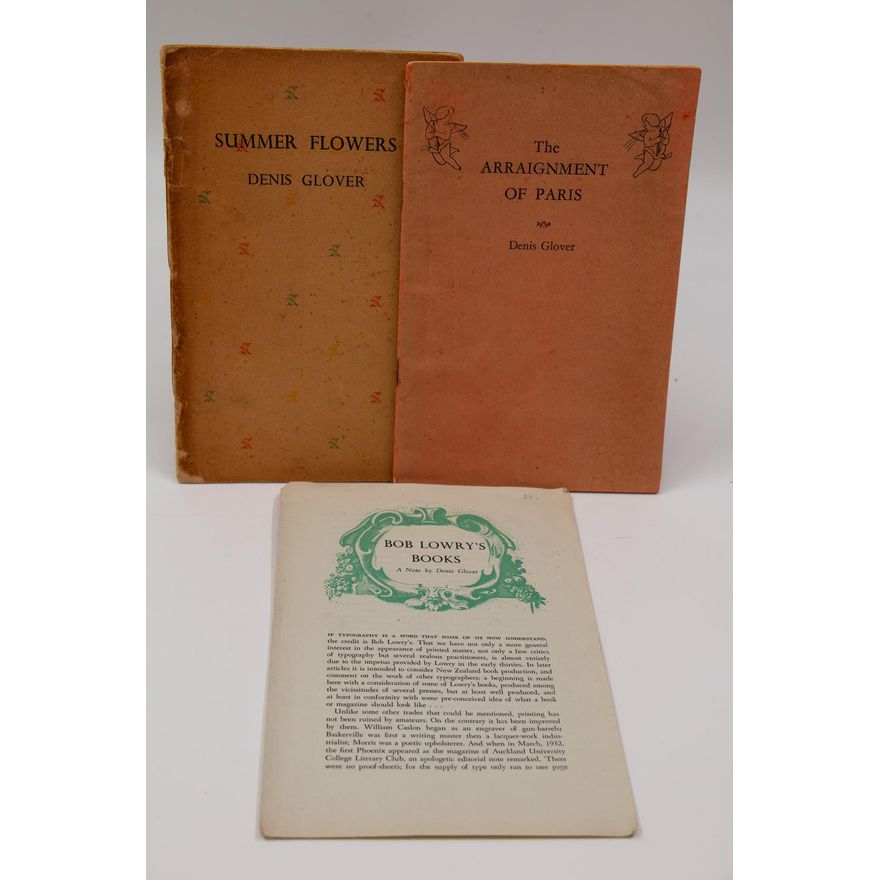 SUMMER FLOWERS
DENIS GLOVER
The
ARRAIGNMENT
OF PARIS
Denis Glover
BOB LOWRY'S
BOOKS
A Note by Denis Glover
IF TYPOGRAPHY IS A WORD THAT SOME OF US NOW UNDERSTAND,
the credit is Bob Lowry's. That we have not only a more general
interest in the appearance of printed matter, not only a few critics
of typography but several zealous practitioners, is almost entirely
due to the impetus provided by Lowry in the early thirties. In later
articles it is intended to consider New Zealand book production, and
comment on the work of other typographers; a beginning is made
here with a consideration of some of Lowry's books, produced among
the vicissitudes of several presses, but at least well produced, and
at least in conformity with some pre-conceived idea of what a book
or magazine should look like . . .
Unlike some other trades that could be mentioned, printing has
not been ruined by amateurs. On the contrary it has been improved
by them. William Caslon began as an engraver of gun-barrels
Baskerville was first a writing master then a lacquer-work indus-
trialist; Morris was a poetic upholsterer. And when in March, 1932,
the first Phoenix appeared as the magazine of Auckland University
College Literary Club, an apologetic editorial note remarked, 'There
were no proof-sheets; for the supply of type only ran to one page